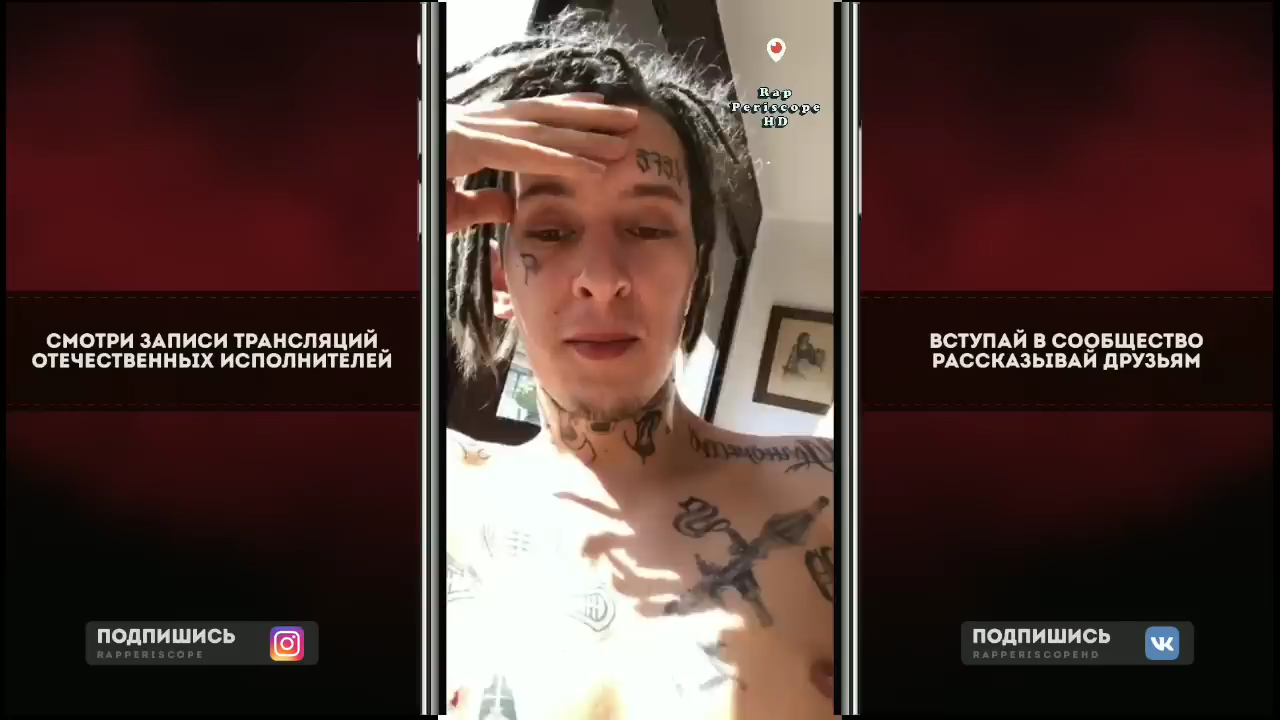 Rap
Periscope
HD
СМОТРИ ЗАПИСИ ТРАНСЛЯЦИЙ
ОТЕЧЕСТВЕННЫХ ИСПОЛНИТЕЛЕЙ
ВСТУПАЙ В СООБЩЕСТВО
РАССКАЗЫВАЙ ДРУЗЬЯМ
ПОДПИШИСЬ
RAPPERISCOPE
ПОДПИШИСЬ
RAPPERISCOPEHD